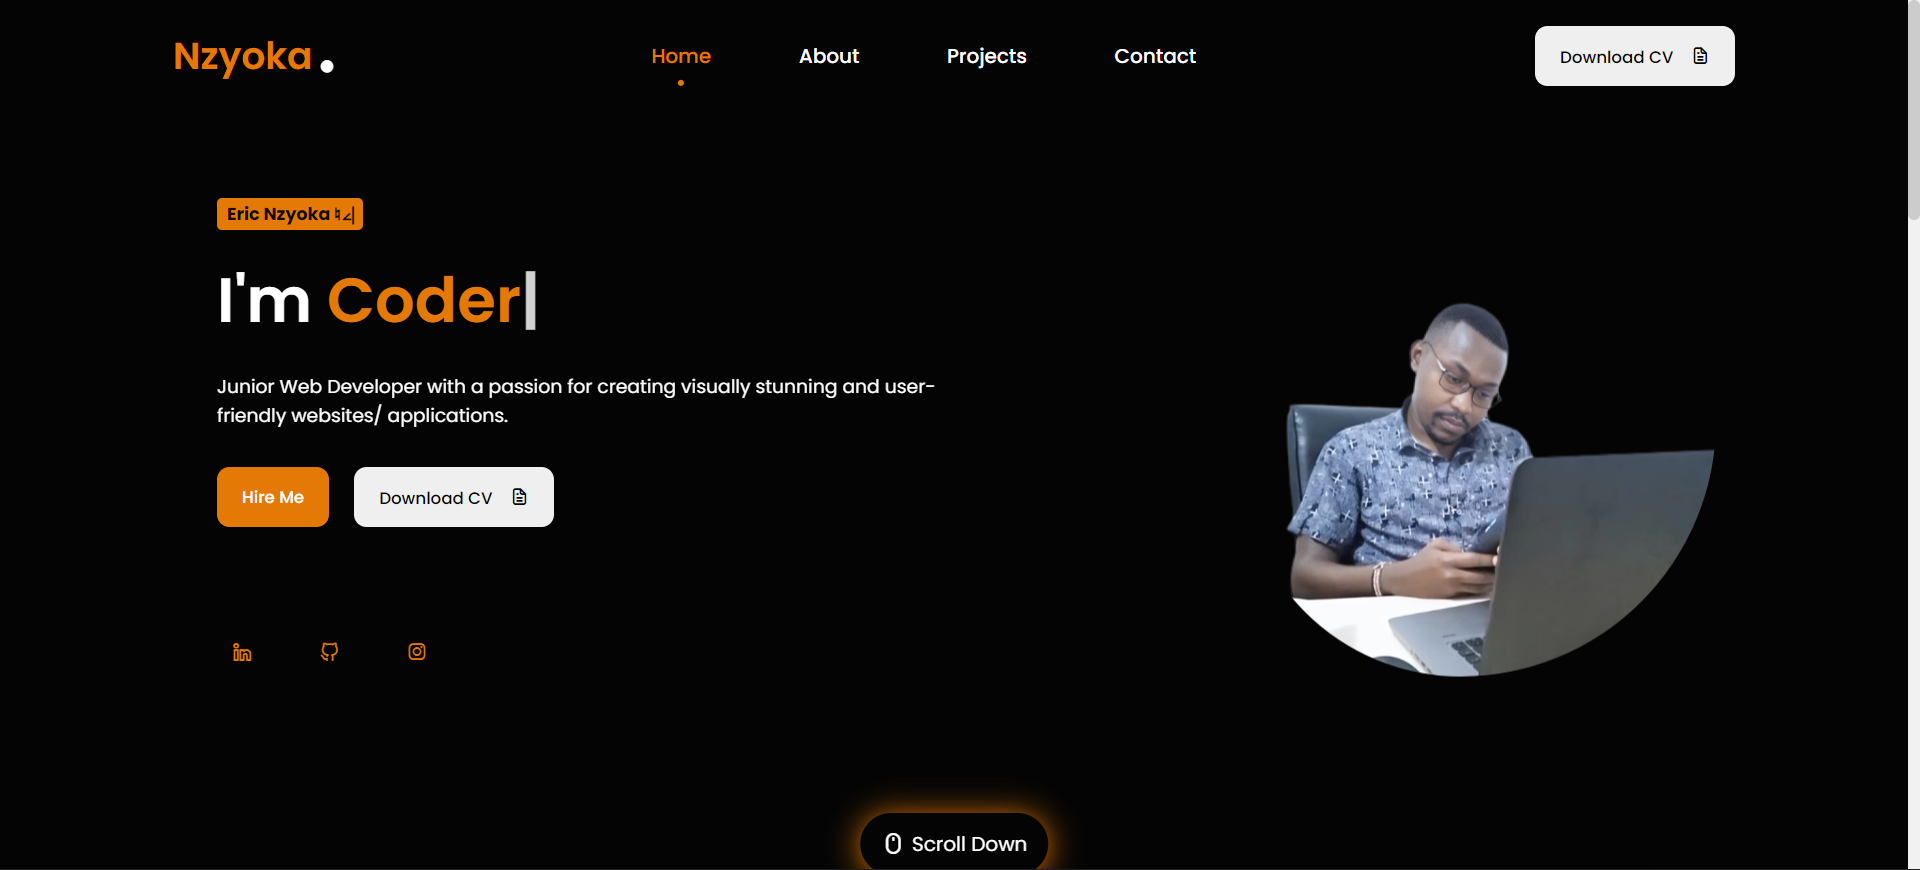 Nzyoka .
Home
About
Projects
Contact
Download CV
Eric Nzyoka
I'm Coder|
Junior Web Developer with a passion for creating visually stunning and user-
friendly websites/ applications.
Hire Me
Download CV
Scroll Down